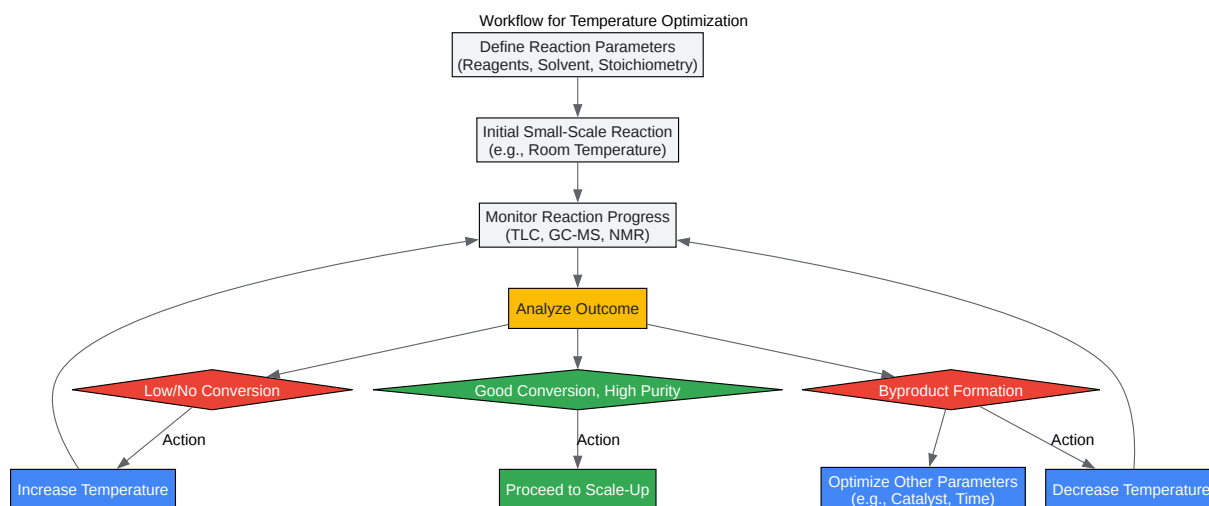 Workflow for Temperature Optimization
Define Reaction Parameters
(Reagents, Solvent, Stoichiometry)
Initial Small-Scale Reaction
(e.g., Room Temperature)
Monitor Reaction Progress
(TLC, GC-MS, NMR)
Analyze Outcome
Low/No Conversion
Good Conversion, High Purity
Byproduct Formation
Action
Action
Action
Increase Temperature
Proceed to Scale-Up
Optimize Other Parameters
(e.g., Catalyst, Time)
Decrease Temperature